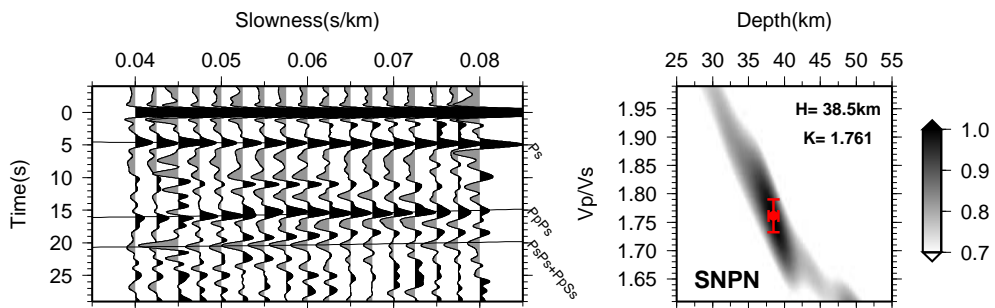 Slowness(s/km)
0.04 0.05 0.06 0.07 0.08
Time(s)
0
5
10
15
20
25
Ps
PpPs
PsPs+PpSs
Depth(km)
25 30 35 40 45 50 55
Vp/Vs
1.95
1.90
1.85
1.80
1.75
1.70
1.65
H= 38.5km
K= 1.761
SNPN
1.0
0.9
0.8
0.7